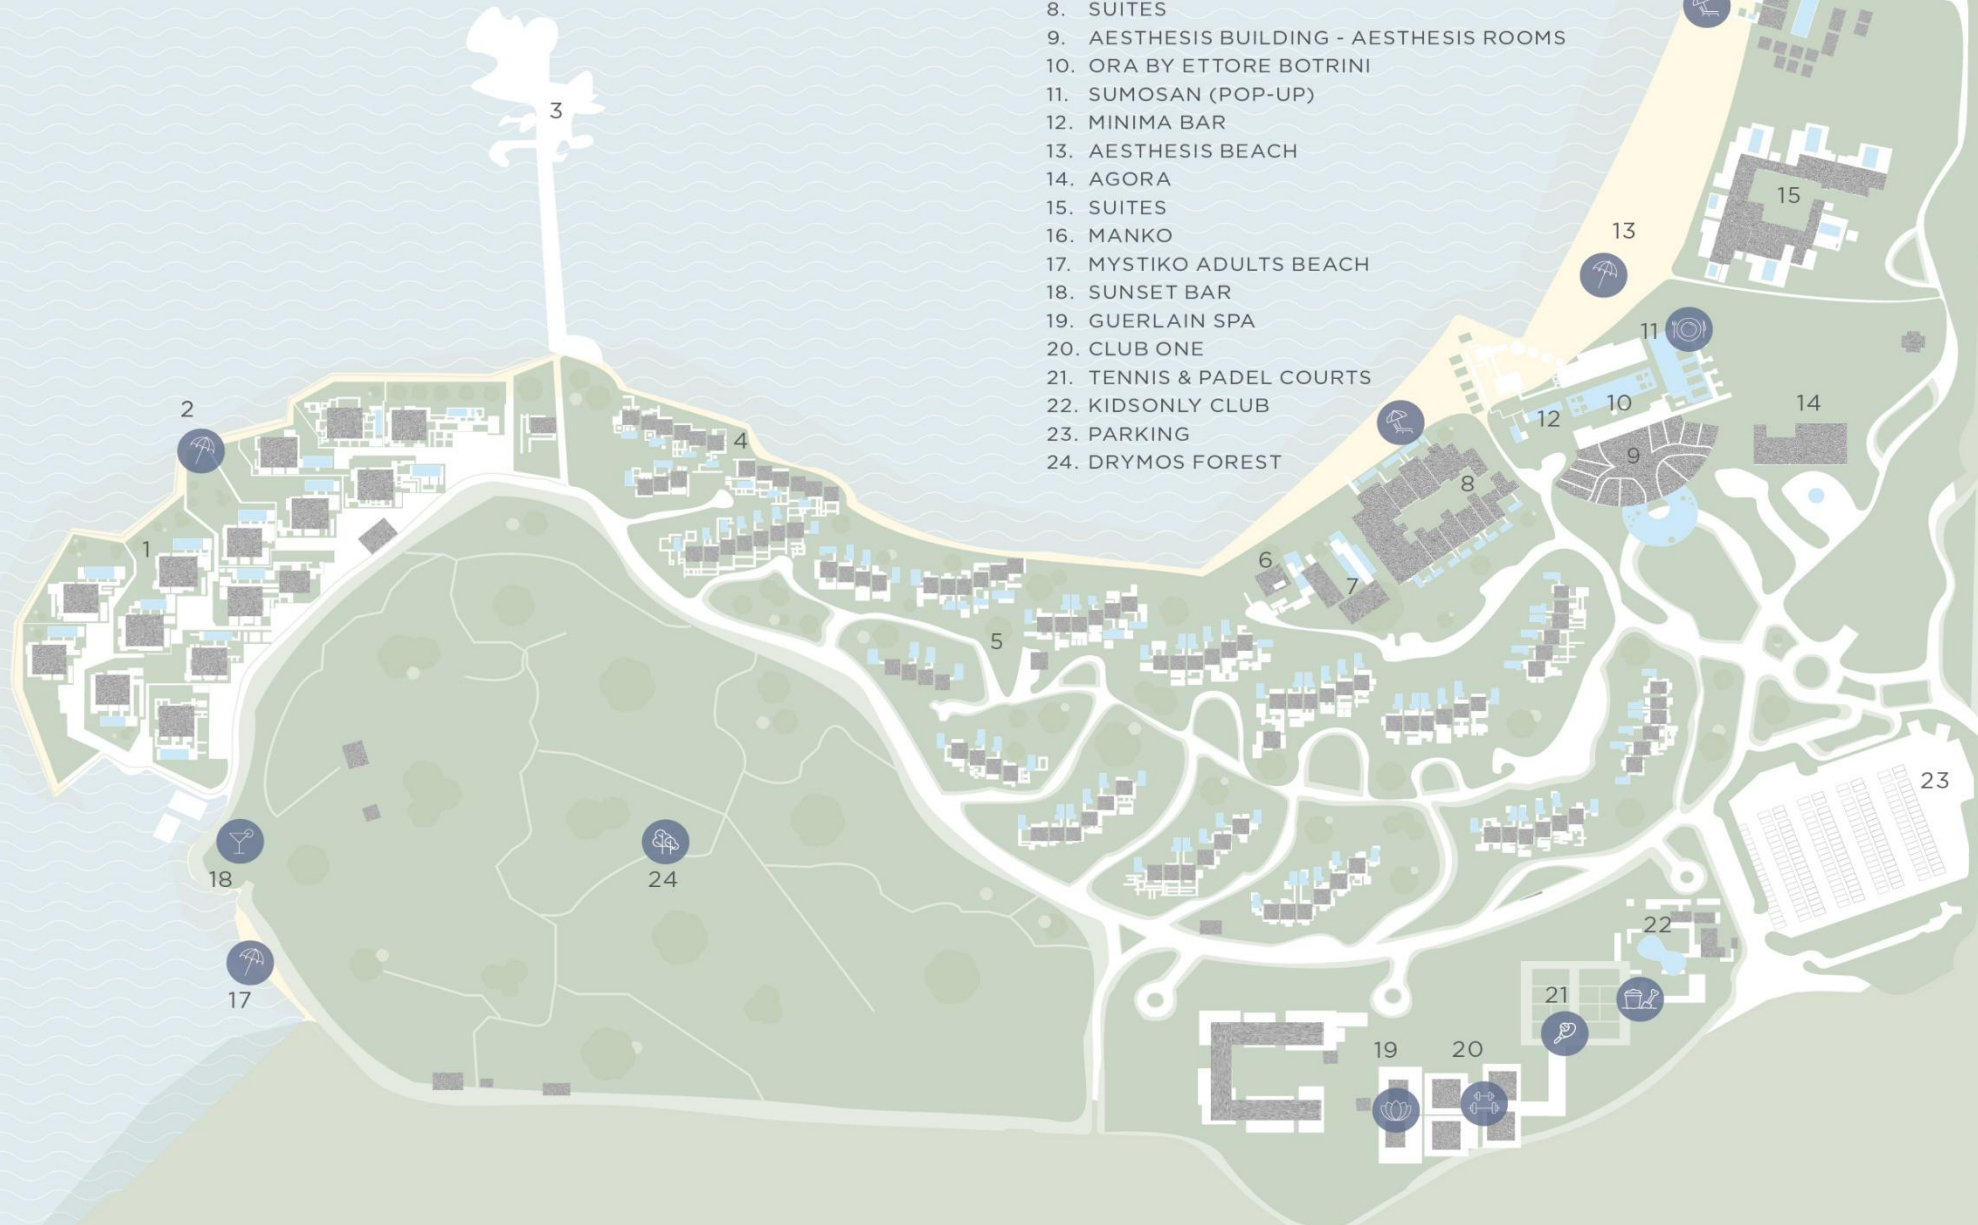 8. SUITES
9. AESTHESIS BUILDING - AESTHESIS ROOMS
10. ORA BY ETTORE BOTRINI
11. SUMOSAN (POP-UP)
12. MINIMA BAR
13. AESTHESIS BEACH
14. AGORA
15. SUITES
16. MANKO
17. MYSTIKO ADULTS BEACH
18. SUNSET BAR
19. GUERLAIN SPA
20. CLUB ONE
21. TENNIS & PADEL COURTS
22. KIDSONLY CLUB
23. PARKING
24. DRYMOS FOREST
3
15
13
11
2
10
14
12
4
9
8
1
6
7
5
23
18
24
22
17
21
19
20